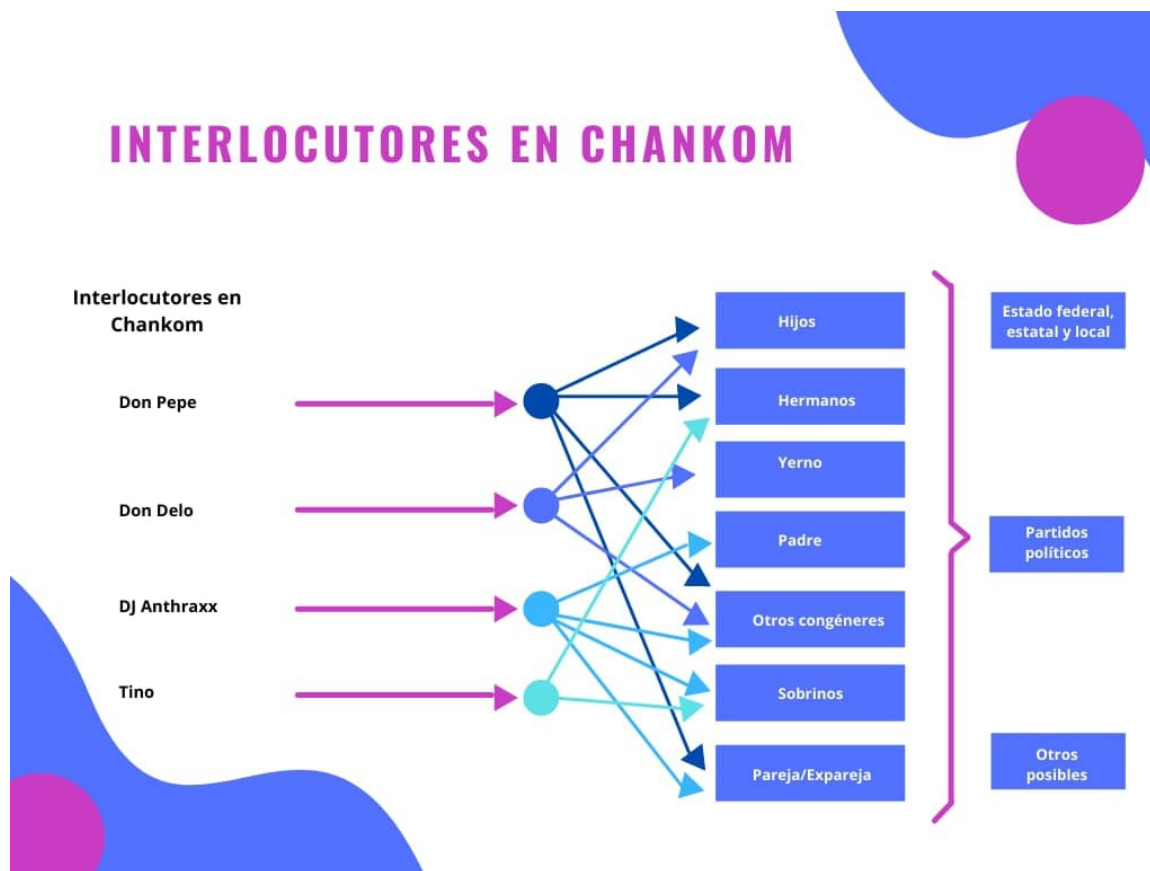 INTERLOCUTORES EN CHANKOM
Interlocutores en
Chankom
Don Pepe
Don Delo
DJ Anthraxx
Tino
Hijos
Hermanos
Yerno
Padre
Otros congéneres
Sobrinos
Pareja/Expareja
Estado federal,
estatal y local
Partidos
políticos
Otros
posibles